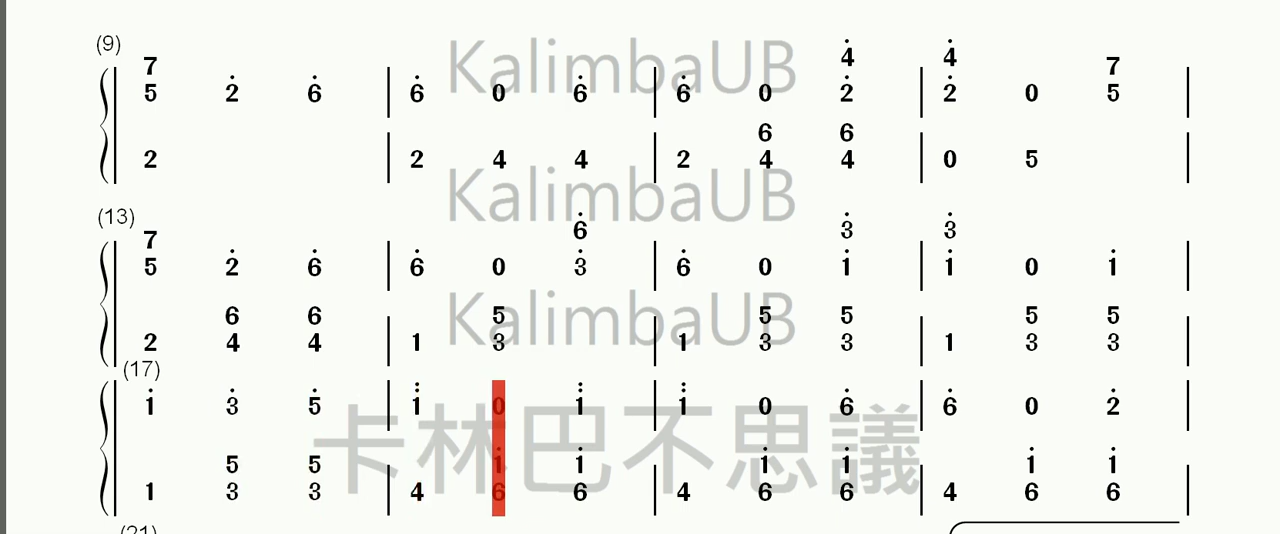 (9)
KalimbaUB
4̇ 4̇
7 7
5 2̇ 6̇ | 6̇ 0 6̇ | 6̇ 0 2̇ | 2̇ 0 5
6 6
2 | 2 4 4 | 2 4 4 | 0 5
KalimbaUB
(13)
6̇ 3̇ 3̇
7
5 2̇ 6̇ | 6̇ 0 3̇ | 6̇ 0 1̇ | 1̇ 0 1̇
KalimbaUB
6 6 5 5 5 5 5
2 4 4 | 1 3 | 1 3 3 | 1 3 3
(17)
1̇ 3̇ 5̇ | 1̈ 0 1̈ | 1̈ 0 6̇ | 6̇ 0 2̇
卡林巴不思議
5 5 1̇ 1̇ 1̇ 1̇ 1̇ 1̇
1 3 3 | 4 6 6 | 4 6 6 | 4 6 6
(21)